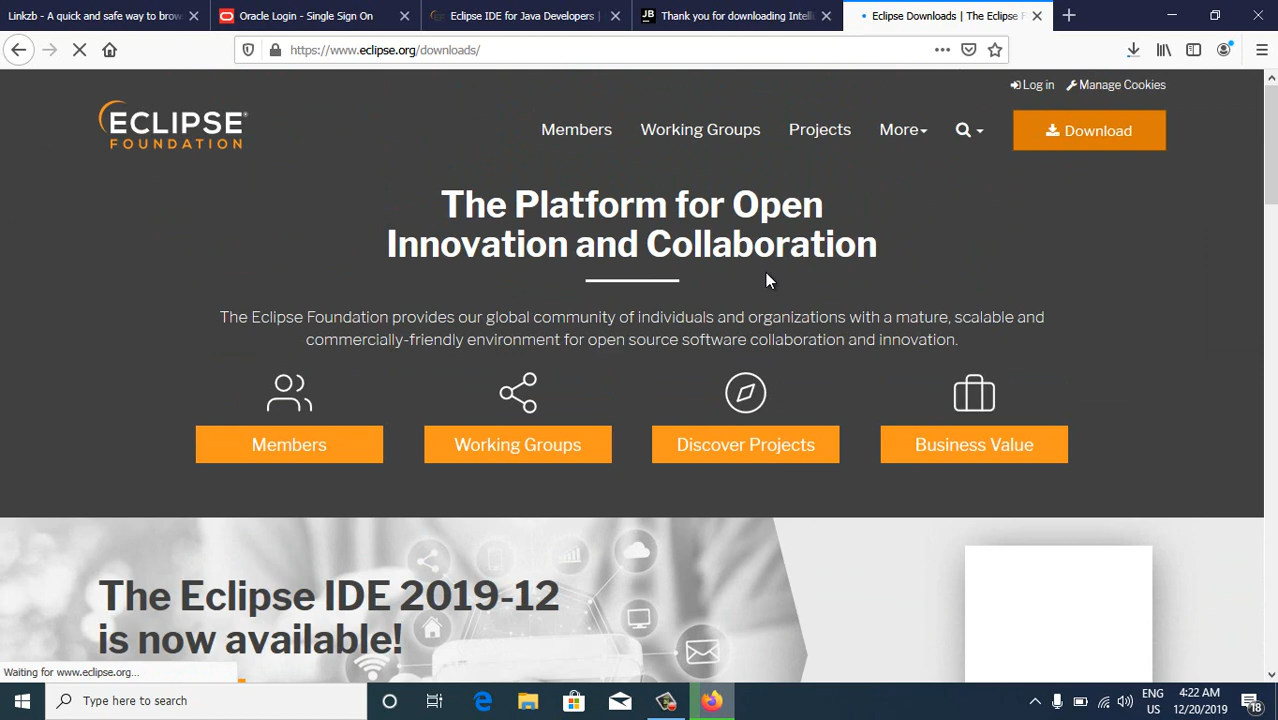 Linkzb - A quick and safe way to brow
Oracle Login - Single Sign On
Eclipse IDE for Java Developers |
JB Thank you for downloading Intelli
Eclipse Downloads | The Eclipse F
https://www.eclipse.org/downloads/
Log in Manage Cookies
ECLIPSE
FOUNDATION
Members Working Groups Projects More Download
The Platform for Open
Innovation and Collaboration
The Eclipse Foundation provides our global community of individuals and organizations with a mature, scalable and
commercially-friendly environment for open source software collaboration and innovation.
Members Working Groups Discover Projects Business Value
The Eclipse IDE 2019-12
is now available!
Waiting for www.eclipse.org...
Type here to search
ENG
US
4:22 AM
12/20/2019
18